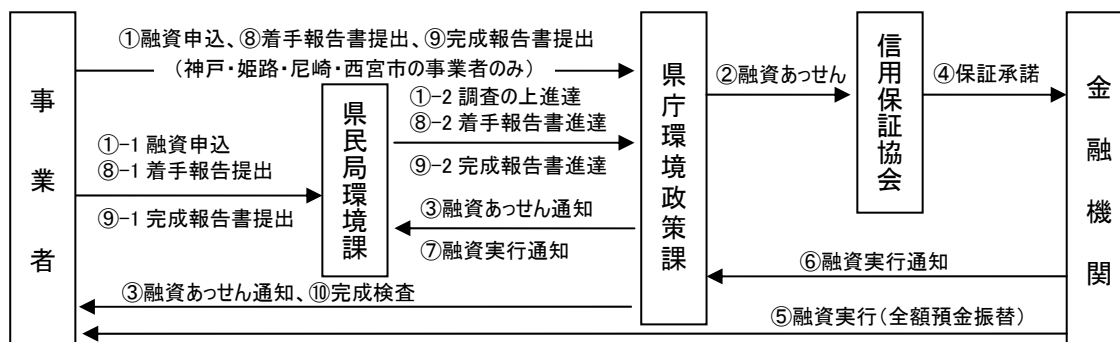 ①融資申込、⑧着手報告書提出、⑨完成報告書提出
（神戸・姫路・尼崎・西宮市の事業者のみ）
事業者
①-1 融資申込
⑧-1 着手報告提出
⑨-1 完成報告書提出
県民局環境課
①-2 調査の上進達
⑧-2 着手報告書進達
⑨-2 完成報告書進達
③融資あっせん通知
⑦融資実行通知
県庁環境政策課
②融資あっせん
信用保証協会
④保証承諾
金融機関
⑥融資実行通知
③融資あっせん通知、⑩完成検査
⑤融資実行（全額預金振替）